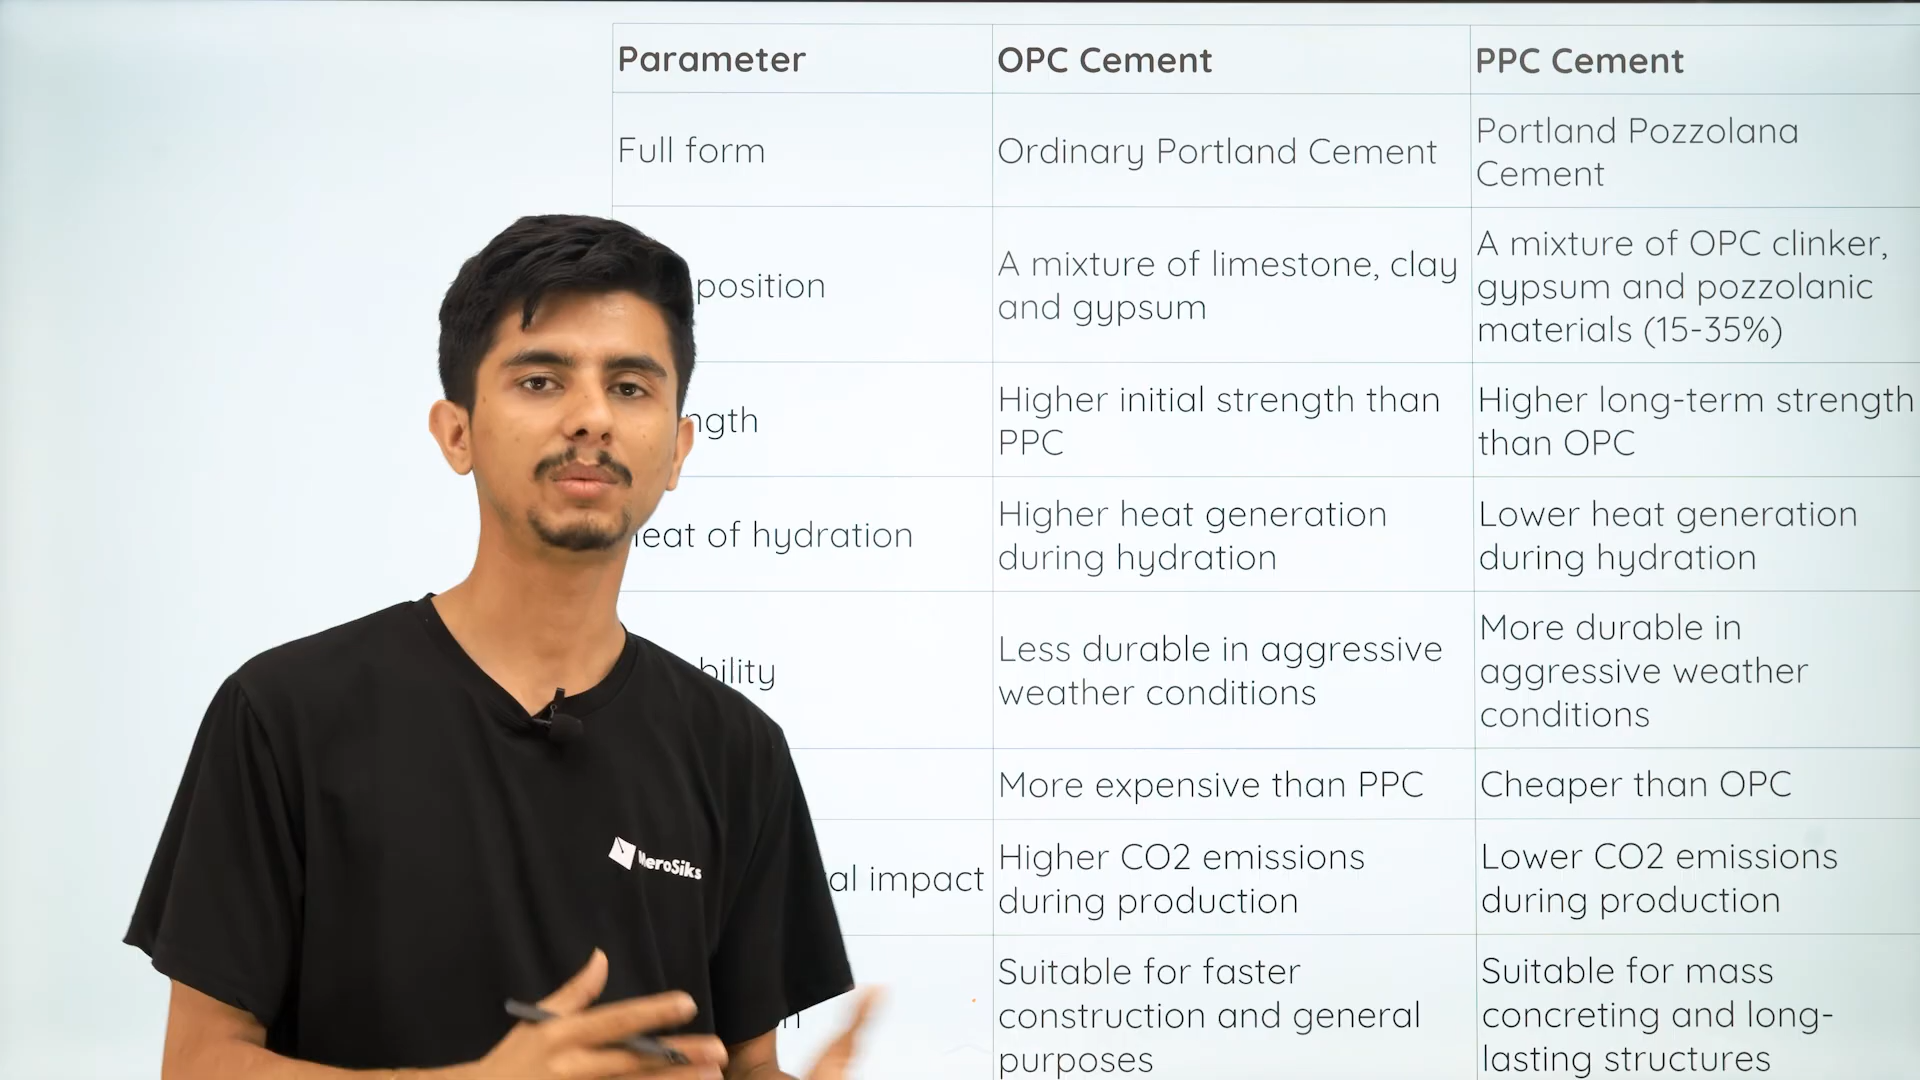 Parameter
OPC Cement
PPC Cement
Full form
Ordinary Portland Cement
Portland Pozzolana
Cement
position
A mixture of limestone, clay
and gypsum
A mixture of OPC clinker,
gypsum and pozzolanic
materials (15-35%)
ngth
Higher initial strength than
PPC
Higher long-term strength
than OPC
eat of hydration
Higher heat generation
during hydration
Lower heat generation
during hydration
bility
Less durable in aggressive
weather conditions
More durable in
aggressive weather
conditions
More expensive than PPC
Cheaper than OPC
al impact
Higher CO2 emissions
during production
Lower CO2 emissions
during production
n
Suitable for faster
construction and general
purposes
Suitable for mass
concreting and long-
lasting structures
MeroSiks